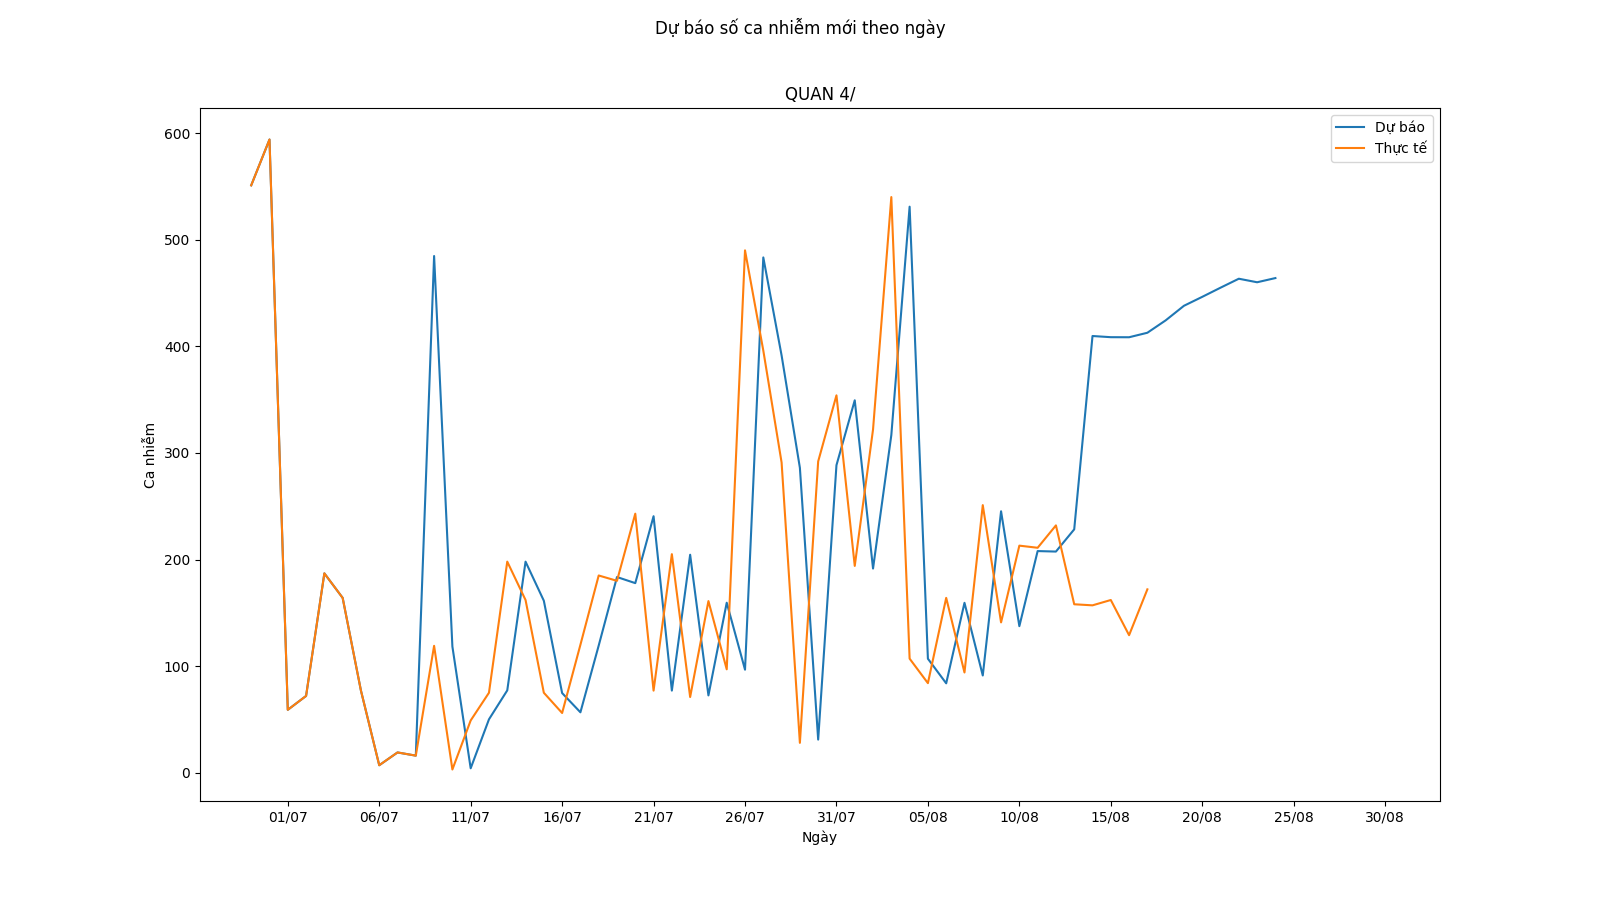 Dự báo số ca nhiễm mới theo ngày
QUAN 4/
Dự báo
Thực tế
Ca nhiễm
600
500
400
300
200
100
0
01/07 06/07 11/07 16/07 21/07 26/07 31/07 05/08 10/08 15/08 20/08 25/08 30/08
Ngày